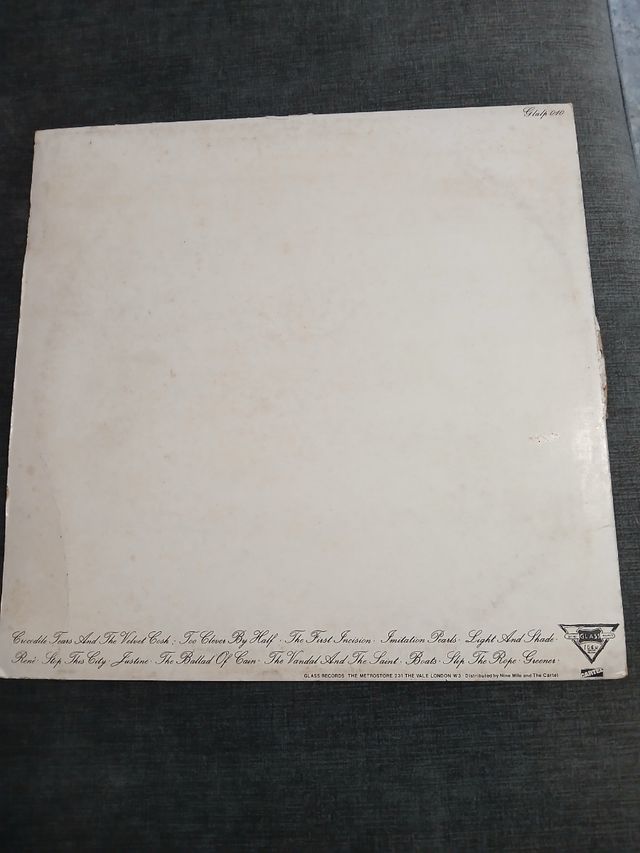 Glalp 010
Crocodile Tears And The Velvet Cosh · Too Clever By Half · The First Incision · Imitation Pearls · Light And Shade ·
René · Stop This City · Justine · The Ballad Of Cain · The Vandal And The Saint · Boats · Slip The Rope · Greener ·
GLASS
GLASS RECORDS THE METROSTORE 231 THE VALE LONDON W3 · Distributed by Nine Mile and The Cartel